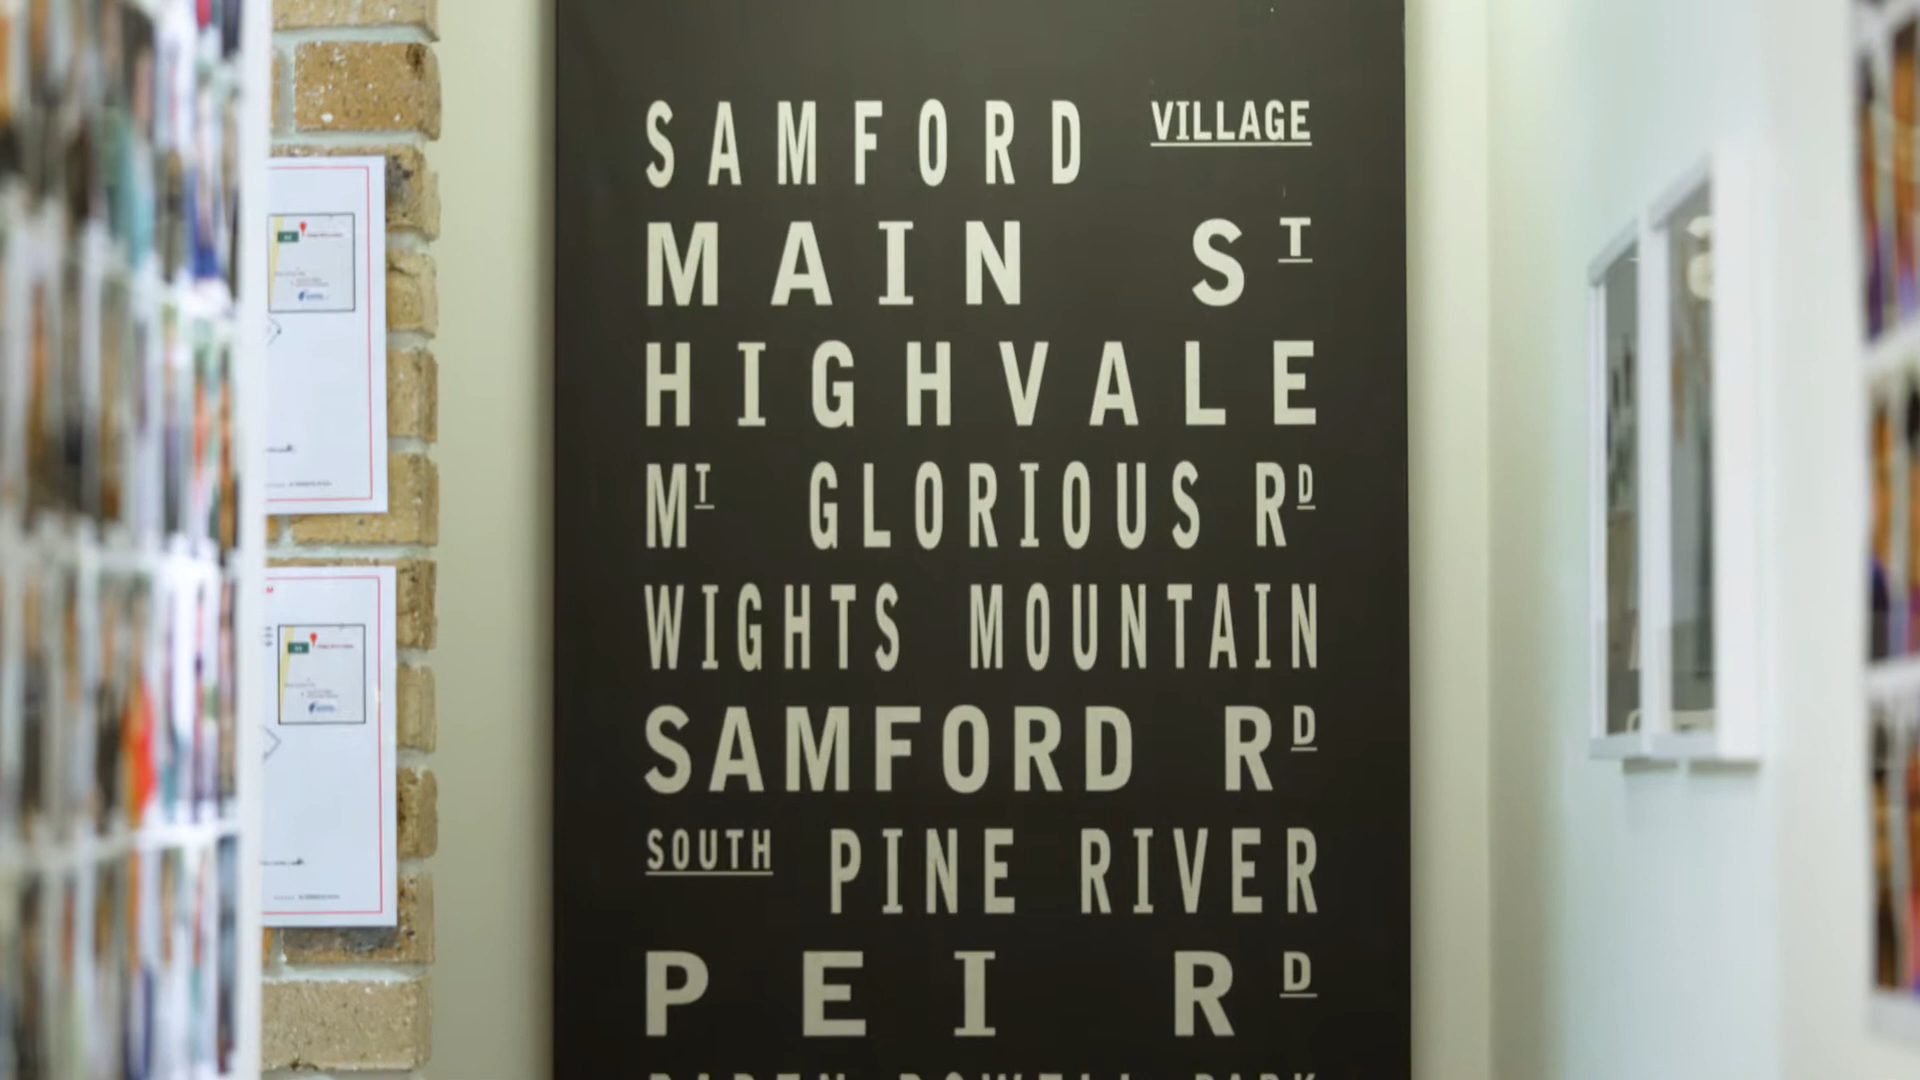 SAMFORD VILLAGE
MAIN ST
HIGHVALE
MT GLORIOUS RD
WIGHTS MOUNTAIN
SAMFORD RD
SOUTH PINE RIVER
PEI RD